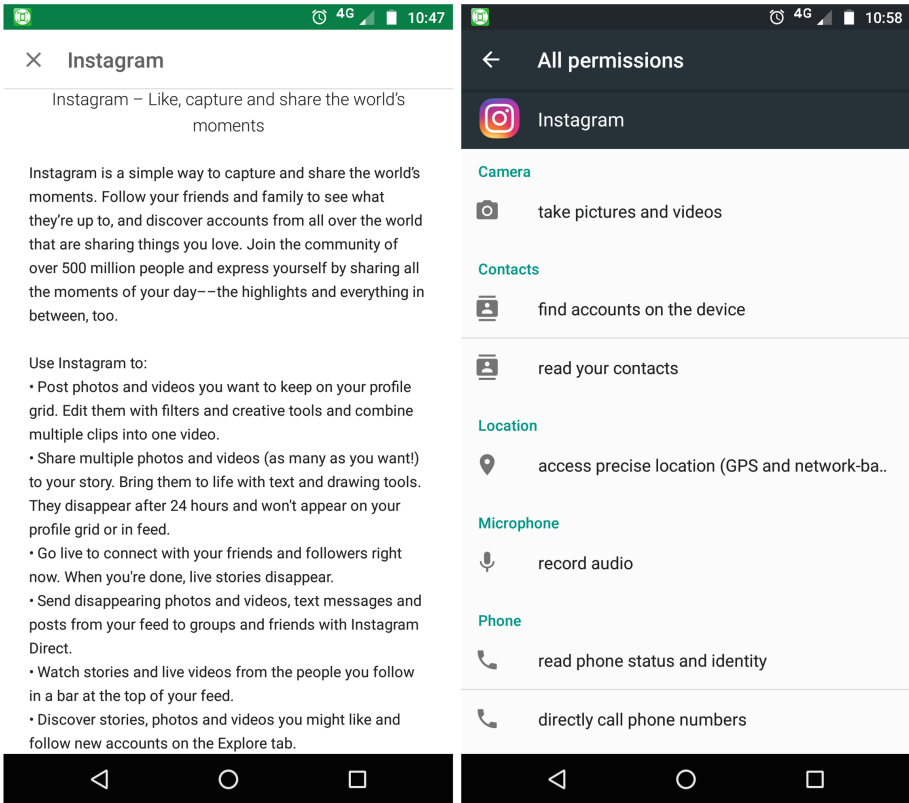 4G 10:47
Instagram
Instagram – Like, capture and share the world's
moments
Instagram is a simple way to capture and share the world's
moments. Follow your friends and family to see what
they're up to, and discover accounts from all over the world
that are sharing things you love. Join the community of
over 500 million people and express yourself by sharing all
the moments of your day––the highlights and everything in
between, too.
Use Instagram to:
• Post photos and videos you want to keep on your profile
grid. Edit them with filters and creative tools and combine
multiple clips into one video.
• Share multiple photos and videos (as many as you want!)
to your story. Bring them to life with text and drawing tools.
They disappear after 24 hours and won't appear on your
profile grid or in feed.
• Go live to connect with your friends and followers right
now. When you're done, live stories disappear.
• Send disappearing photos and videos, text messages and
posts from your feed to groups and friends with Instagram
Direct.
• Watch stories and live videos from the people you follow
in a bar at the top of your feed.
• Discover stories, photos and videos you might like and
follow new accounts on the Explore tab.
4G 10:58
All permissions
Instagram
Camera
take pictures and videos
Contacts
find accounts on the device
read your contacts
Location
access precise location (GPS and network-ba..
Microphone
record audio
Phone
read phone status and identity
directly call phone numbers